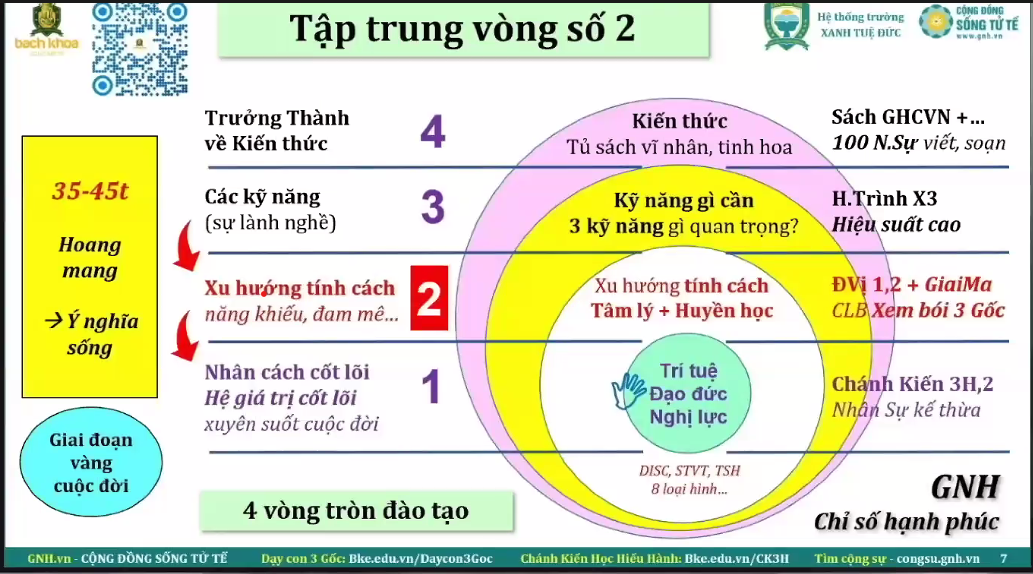 bach khoa
Tập trung vòng số 2
Hệ thống trường
XANH TUỆ ĐỨC
CỘNG ĐỒNG
SỐNG TỬ TẾ
www.gnh.vn
35-45t
Hoang
mang
→ Ý nghĩa
sống
Giai đoạn
vàng
cuộc đời
Trưởng Thành
về Kiến thức
4
Kiến thức
Tủ sách vĩ nhân, tinh hoa
Sách GHCVN +...
100 N.Sự viết, soạn
Các kỹ năng
(sự lành nghề)
3
Kỹ năng gì cần
3 kỹ năng gì quan trọng?
H.Trình X3
Hiệu suất cao
Xu hướng tính cách
năng khiếu, đam mê...
2
Xu hướng tính cách
Tâm lý + Huyền học
ĐVị 1,2 + GiaiMa
CLB Xem bói 3 Gốc
Nhân cách cốt lõi
Hệ giá trị cốt lõi
xuyên suốt cuộc đời
1
Trí tuệ
Đạo đức
Nghị lực
Chánh Kiến 3H,2
Nhân Sự kế thừa
DISC, STVT, TSH
8 loại hình...
4 vòng tròn đào tạo
GNH
Chỉ số hạnh phúc
GNH.vn - CỘNG ĐỒNG SỐNG TỬ TẾ Dạy con 3 Gốc: Bke.edu.vn/Daycon3Goc Chánh Kiến Học Hiểu Hành: Bke.edu.vn/CK3H Tìm cộng sự - congsu.gnh.vn 7